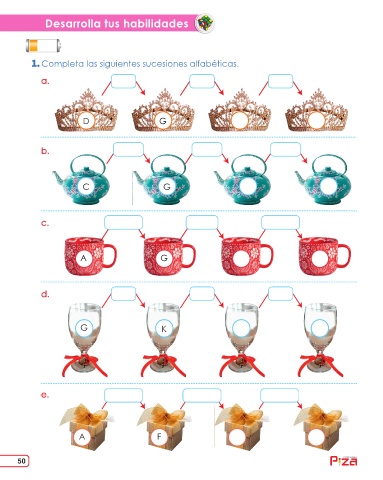 Desarrolla tus habilidades
1. Completa las siguientes sucesiones alfabéticas.
a.
D G
b.
C G
c.
A G
d.
G K
e.
A F
50 Piza